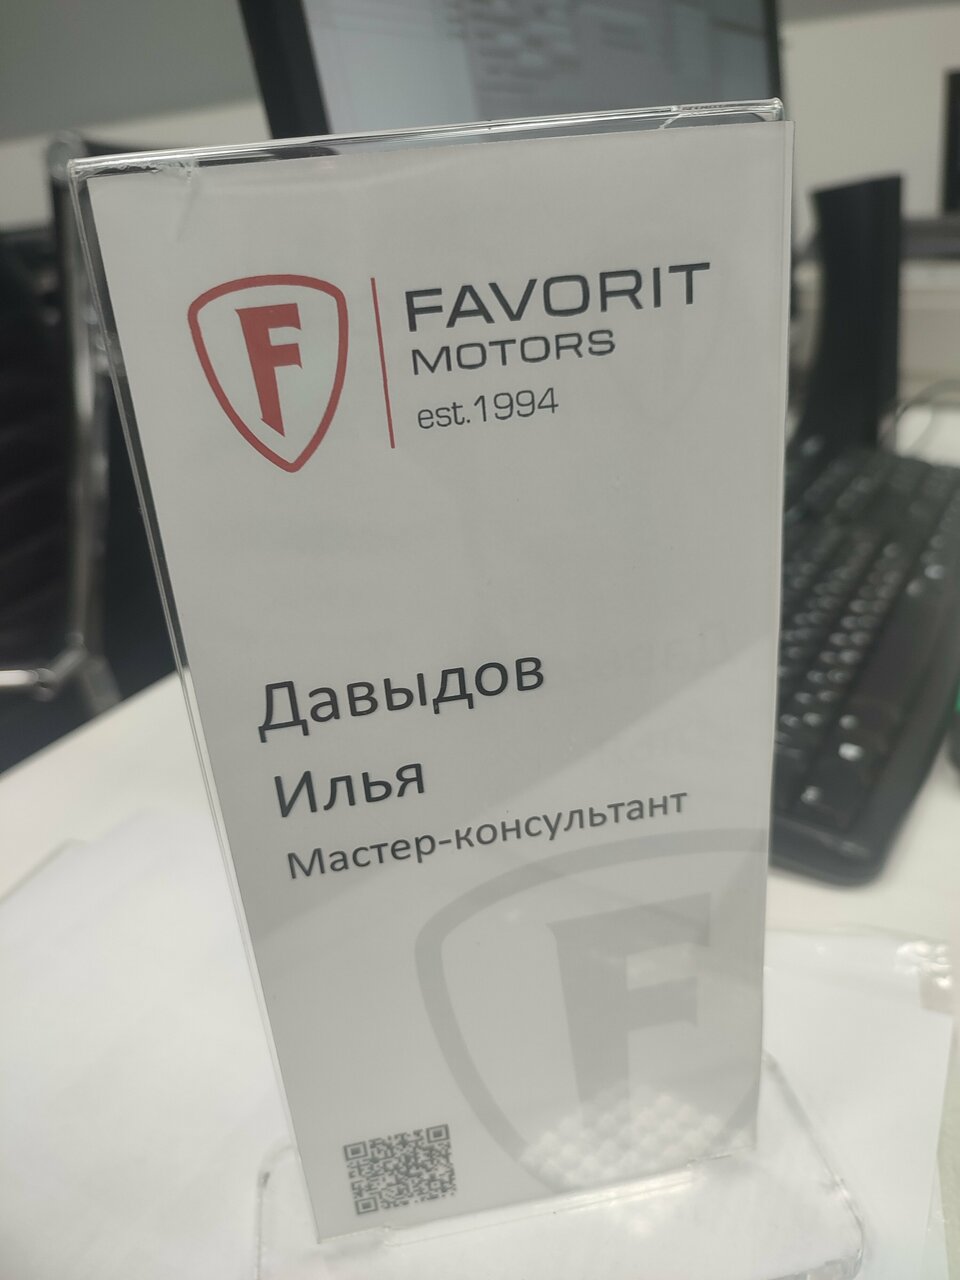 FAVORIT
MOTORS
est.1994
Давыдов
Илья
Мастер-консультант